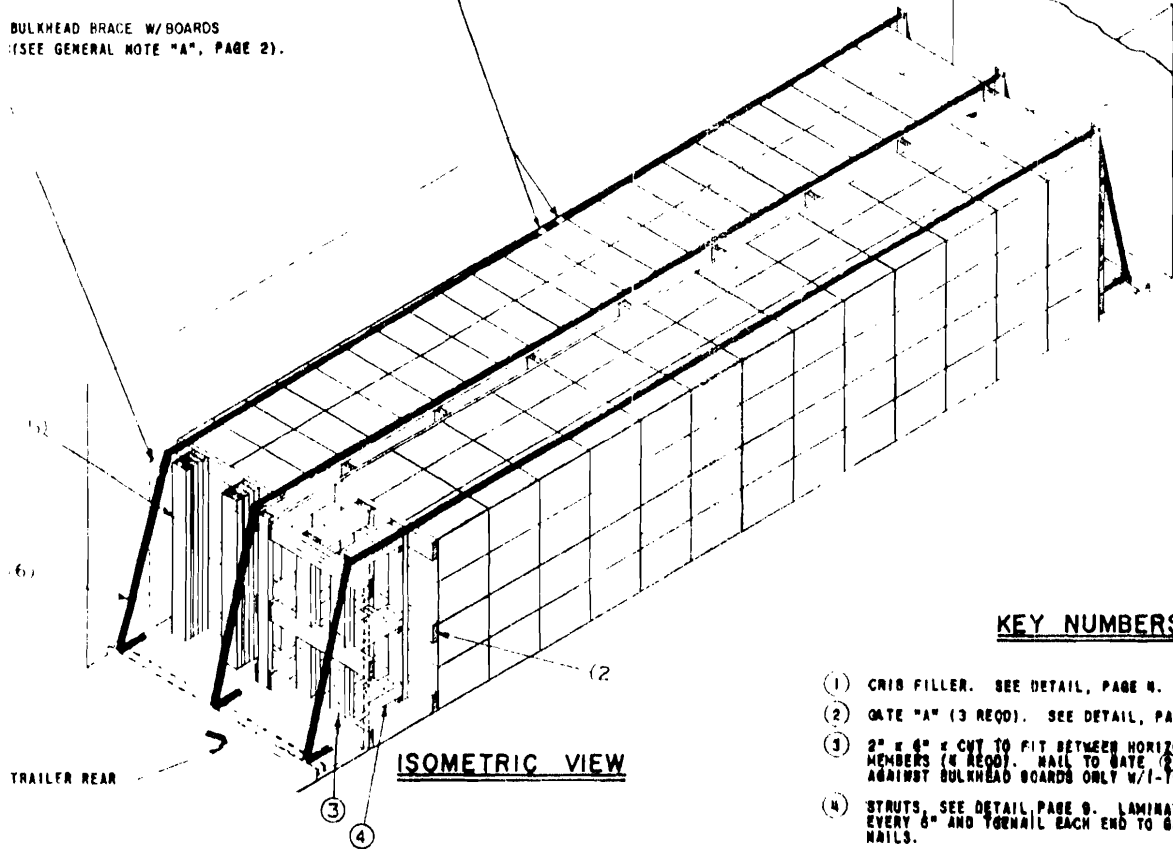 BULKHEAD BRACE W/BOARDS
(SEE GENERAL NOTE "A", PAGE 2).
6)
(2
TRAILER REAR
ISOMETRIC VIEW
3
4
KEY NUMBERS
(1) CRIB FILLER. SEE DETAIL, PAGE 4.
(2) GATE "A" (3 REQD). SEE DETAIL, PA
(3) 2" x 6" x CUT TO FIT BETWEEN HORIZ
MEMBERS (4 REQD). NAIL TO GATE (2
AGAINST BULKHEAD BOARDS ONLY W/1-1
(4) STRUTS, SEE DETAIL PAGE 9. LAMINA
EVERY 6" AND TOENAIL EACH END TO
NAILS.